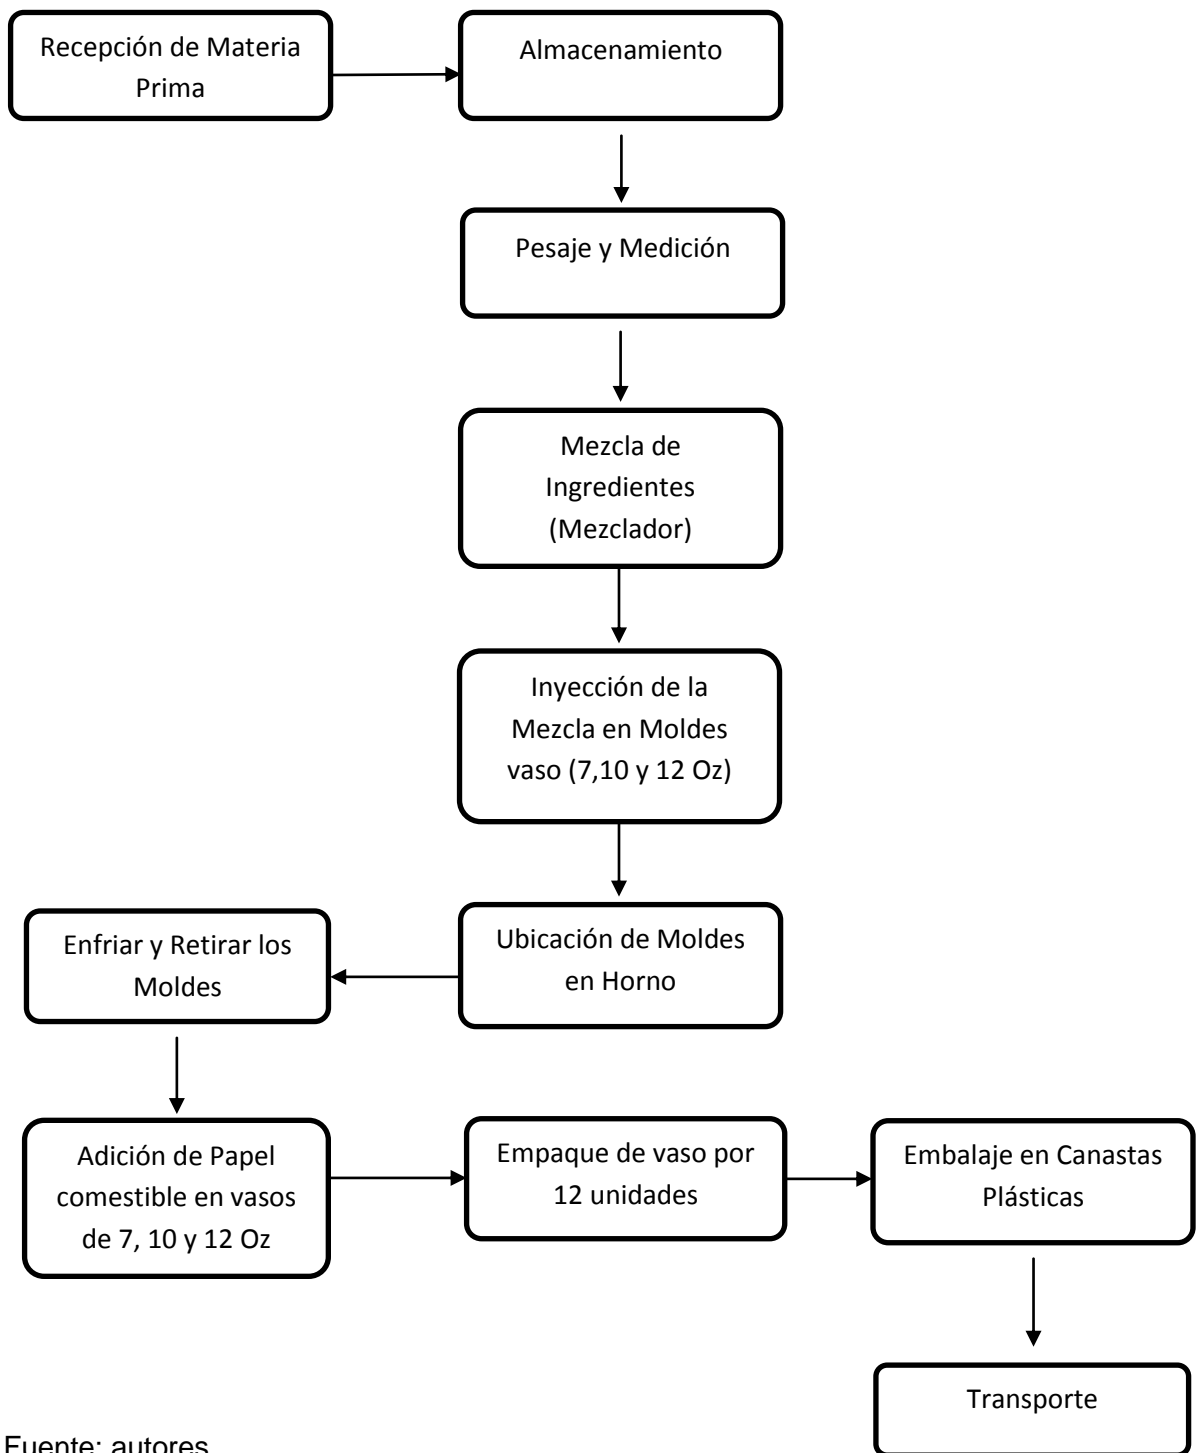 Recepción de Materia
Prima
Almacenamiento
Pesaje y Medición
Mezcla de
Ingredientes
(Mezclador)
Inyección de la
Mezcla en Moldes
vaso (7,10 y 12 Oz)
Ubicación de Moldes
en Horno
Enfriar y Retirar los
Moldes
Adición de Papel
comestible en vasos
de 7, 10 y 12 Oz
Empaque de vaso por
12 unidades
Embalaje en Canastas
Plásticas
Transporte
Fuente: autores